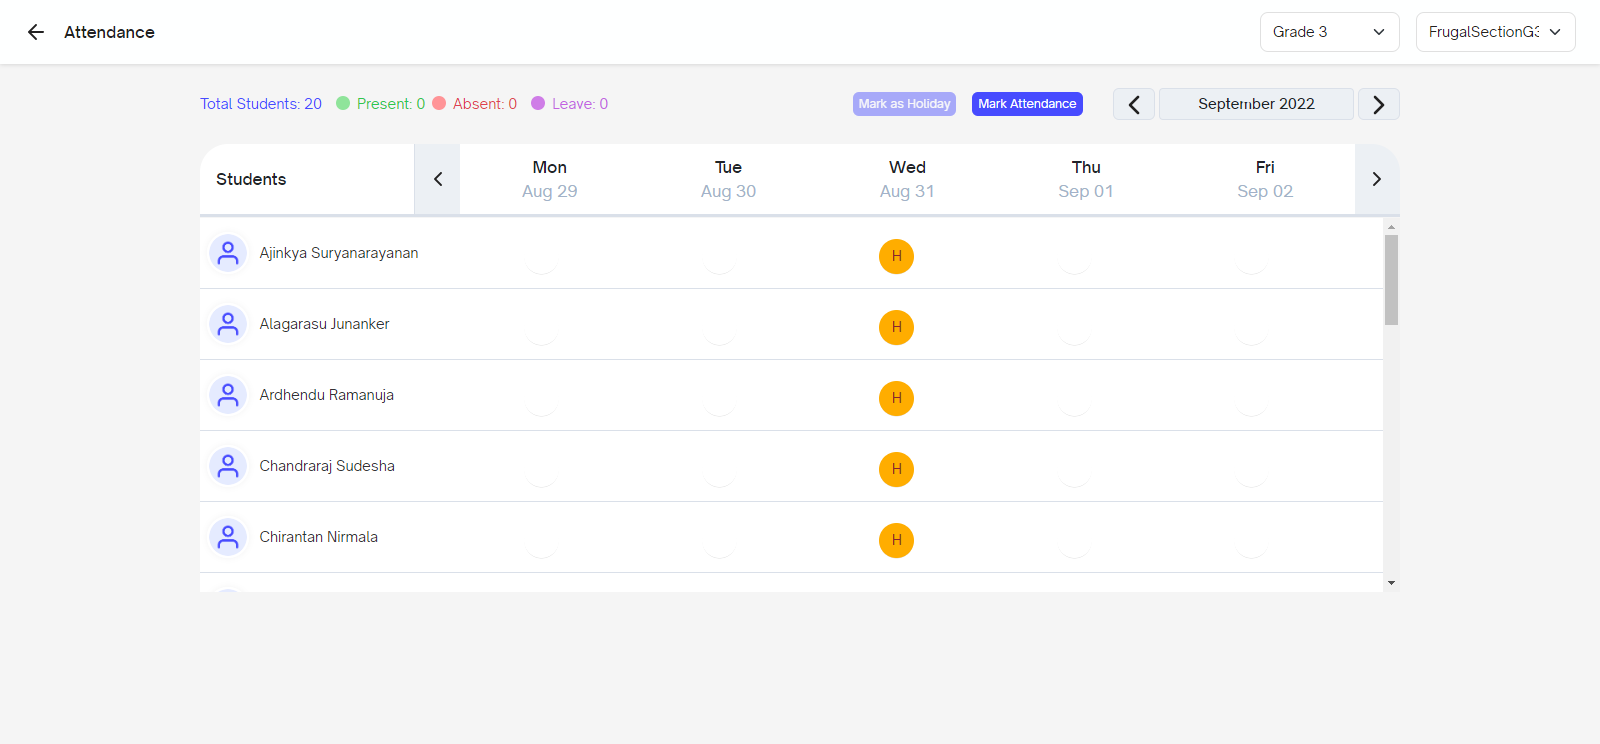 Attendance
Grade 3
FrugalSectionG3
Total Students: 20 Present: 0 Absent: 0 Leave: 0
Mark as Holiday
Mark Attendance
September 2022
Students
Mon Tue Wed Thu Fri
Aug 29 Aug 30 Aug 31 Sep 01 Sep 02
Ajinkya Suryanarayanan H
Alagarasu Junanker H
Ardhendu Ramanuja H
Chandraraj Sudesha H
Chirantan Nirmala H